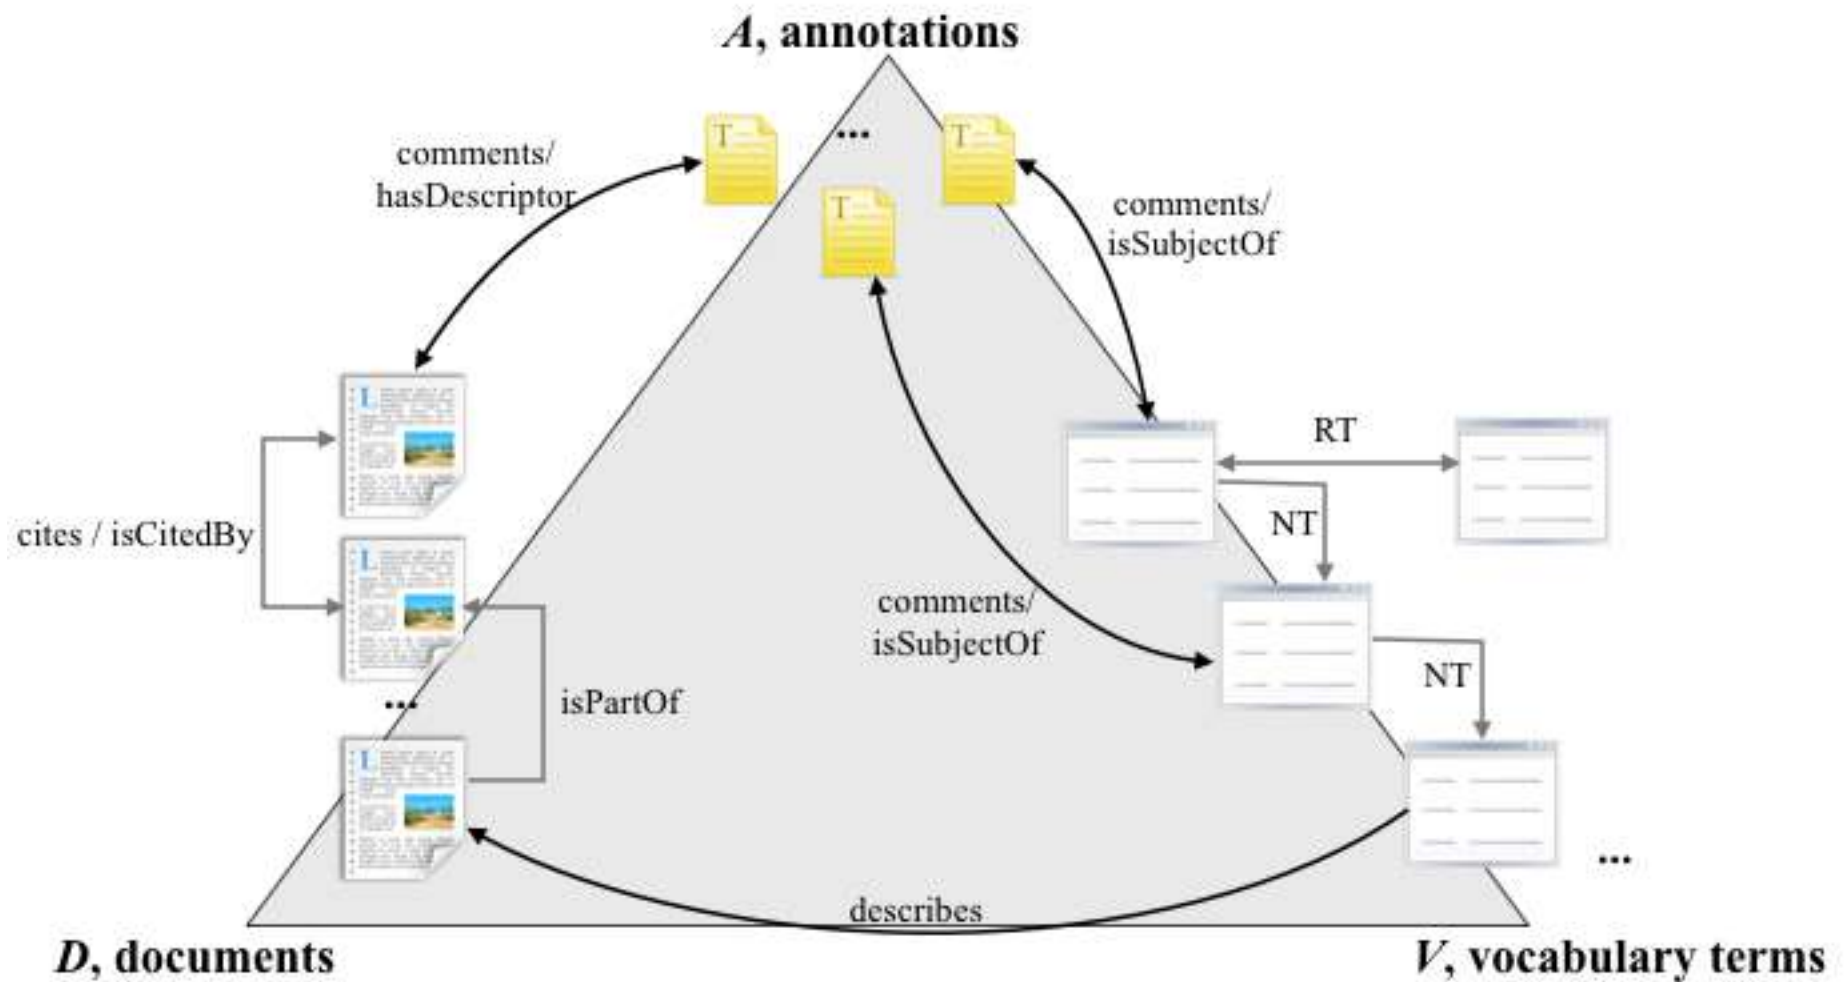 A, annotations
T
...
T
T
comments/
hasDescriptor
comments/
isSubjectOf
L
RT
NT
cites / isCitedBy
L
comments/
isSubjectOf
NT
...
isPartOf
L
...
describes
D, documents
V, vocabulary terms